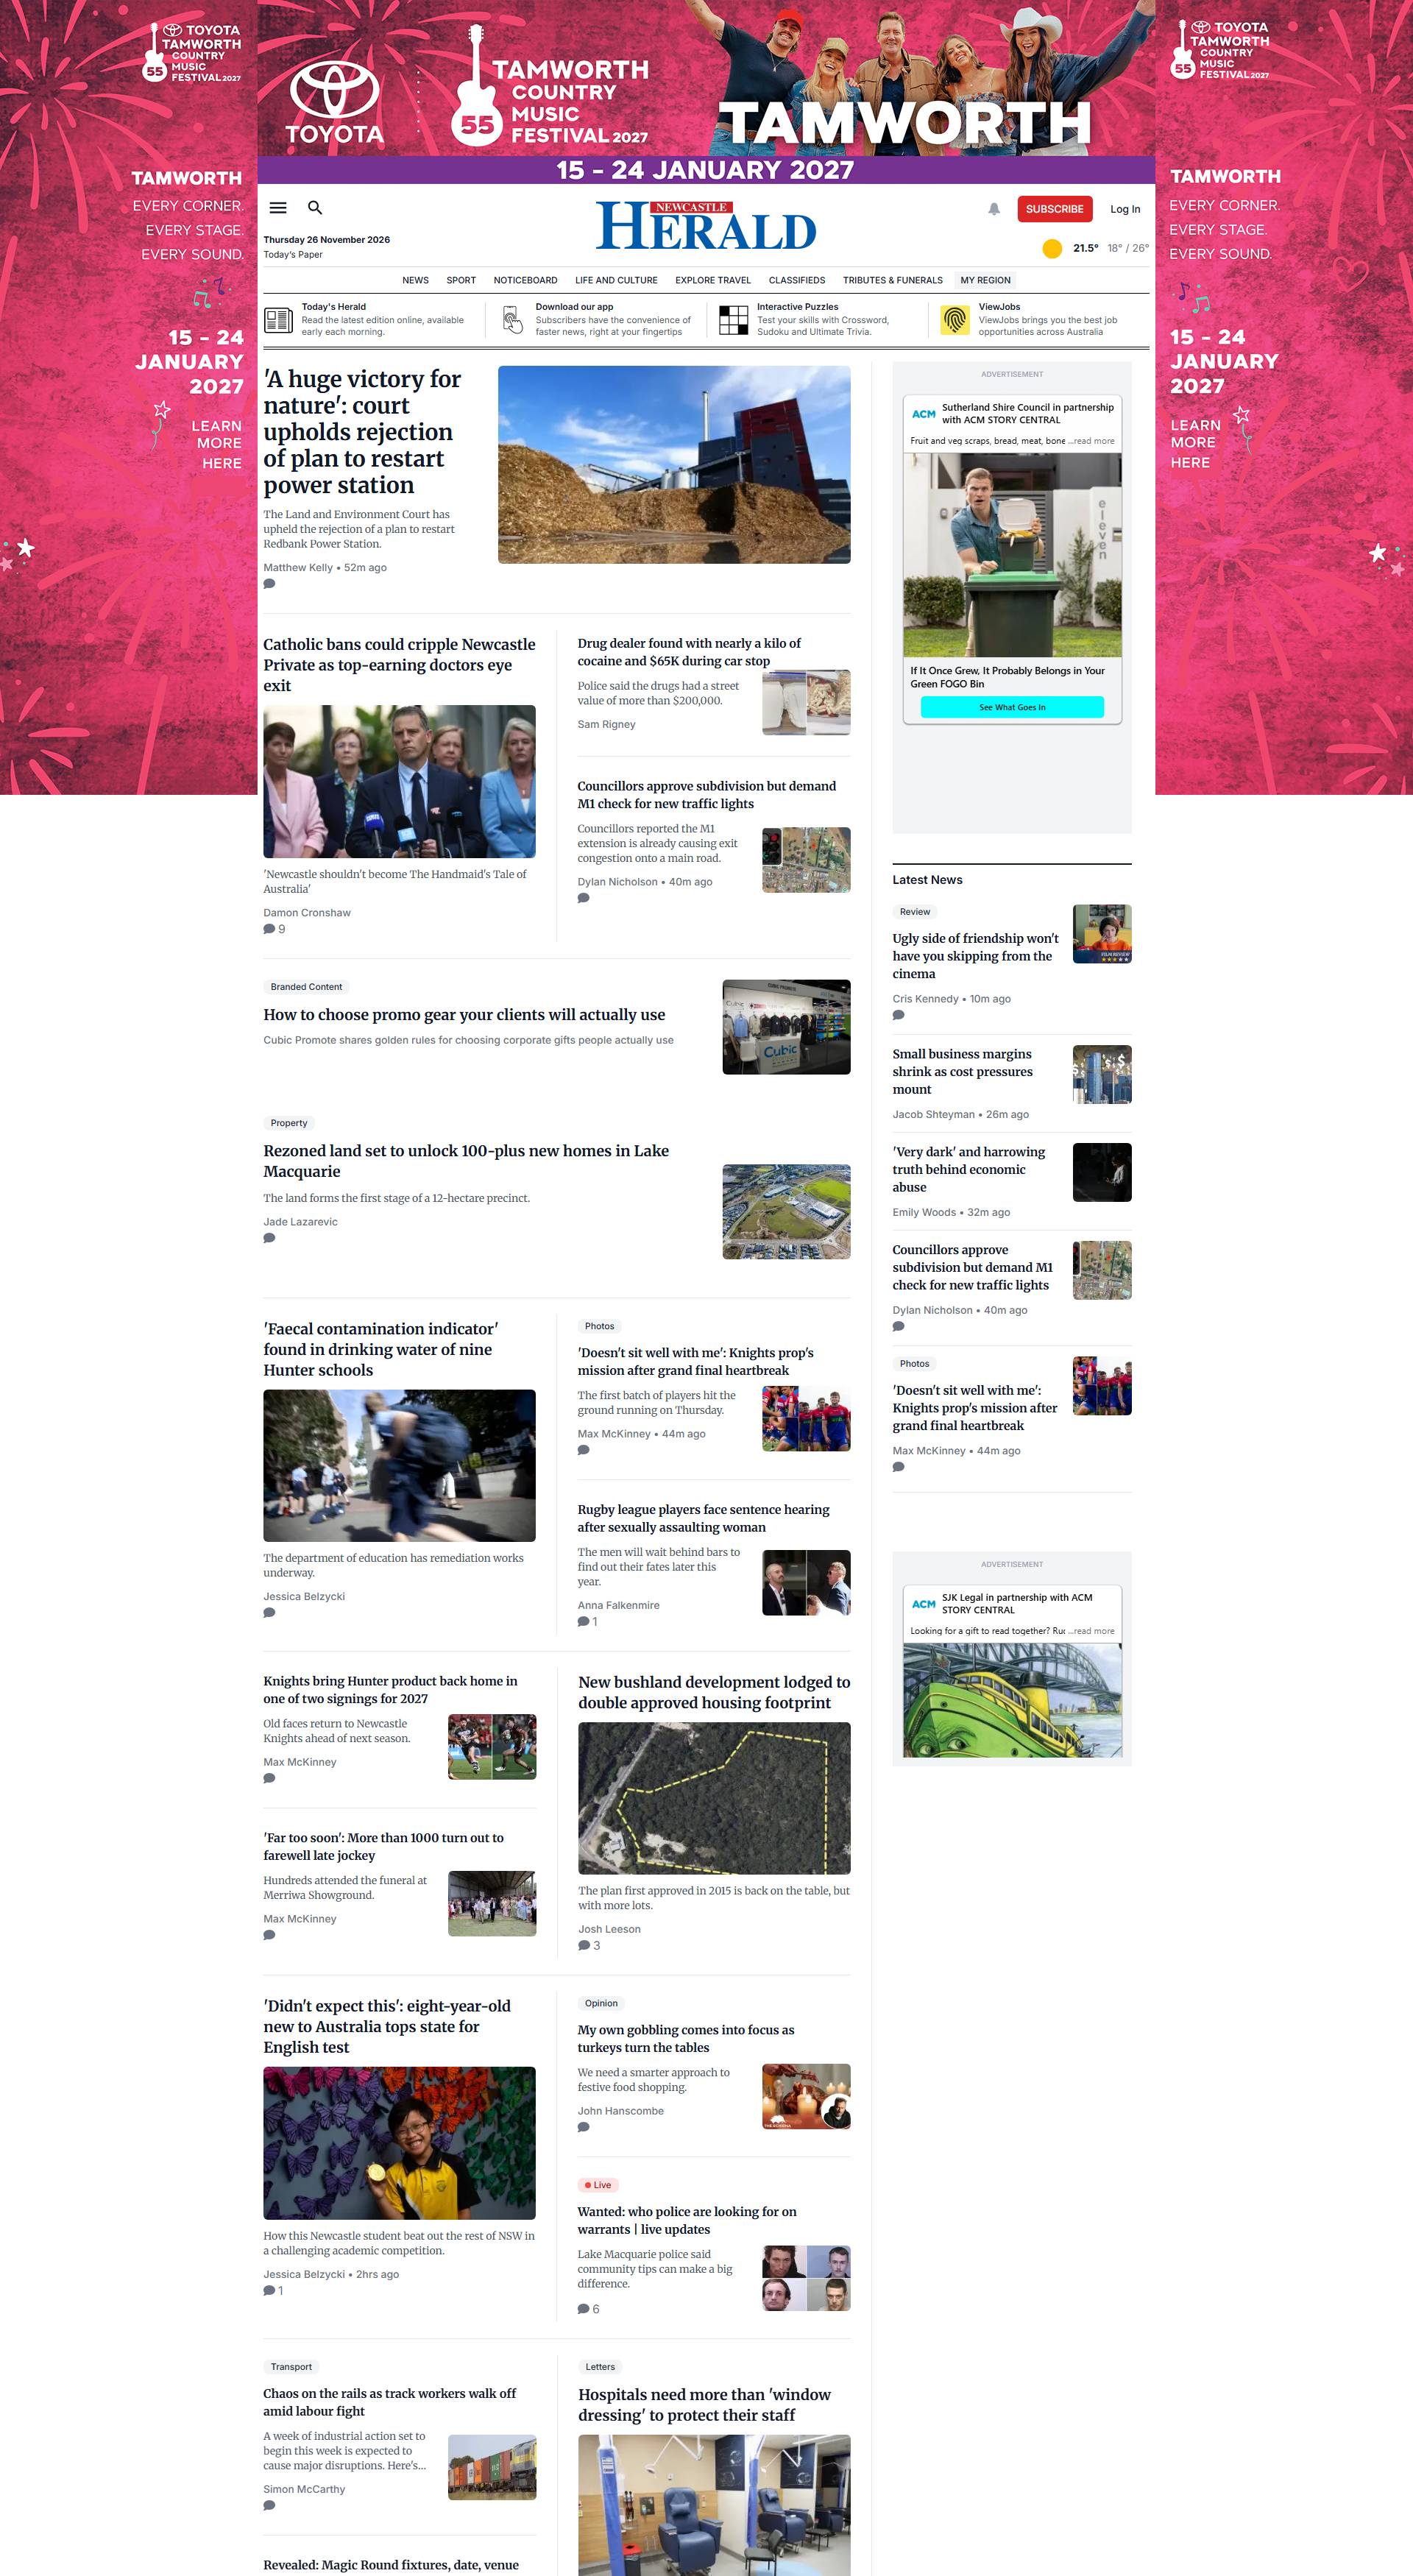 TOYOTA
TAMWORTH
COUNTRY
MUSIC
FESTIVAL 2027
55
TAMWORTH
EVERY CORNER.
EVERY STAGE.
EVERY SOUND.
15 - 24
JANUARY
2027
LEARN
MORE
HERE
TOYOTA
55
TAMWORTH
COUNTRY
MUSIC
FESTIVAL 2027
TAMWORTH
15 - 24 JANUARY 2027
TOYOTA
TAMWORTH
COUNTRY
MUSIC
FESTIVAL 2027
55
TAMWORTH
EVERY CORNER.
EVERY STAGE.
EVERY SOUND.
15 - 24
JANUARY
2027
LEARN
MORE
HERE
NEWCASTLE
HERALD
SUBSCRIBE
Log In
Thursday 26 November 2026
Today's Paper
21.5° 18° / 26°
NEWS SPORT NOTICEBOARD LIFE AND CULTURE EXPLORE TRAVEL CLASSIFIEDS TRIBUTES & FUNERALS MY REGION
Today's Herald
Read the latest edition online, available
early each morning.
Download our app
Subscribers have the convenience of
faster news, right at your fingertips
Interactive Puzzles
Test your skills with Crossword,
Sudoku and Ultimate Trivia.
ViewJobs
ViewJobs brings you the best job
opportunities across Australia
'A huge victory for
nature': court
upholds rejection
of plan to restart
power station
The Land and Environment Court has
upheld the rejection of a plan to restart
Redbank Power Station.
Matthew Kelly • 52m ago
Catholic bans could cripple Newcastle
Private as top-earning doctors eye
exit
'Newcastle shouldn't become The Handmaid's Tale of
Australia'
Damon Cronshaw
9
Drug dealer found with nearly a kilo of
cocaine and $65K during car stop
Police said the drugs had a street
value of more than $200,000.
Sam Rigney
Councillors approve subdivision but demand
M1 check for new traffic lights
Councillors reported the M1
extension is already causing exit
congestion onto a main road.
Dylan Nicholson • 40m ago
Branded Content
How to choose promo gear your clients will actually use
Cubic Promote shares golden rules for choosing corporate gifts people actually use
Cubic
Property
Rezoned land set to unlock 100-plus new homes in Lake
Macquarie
The land forms the first stage of a 12-hectare precinct.
Jade Lazarevic
'Faecal contamination indicator'
found in drinking water of nine
Hunter schools
The department of education has remediation works
underway.
Jessica Belzycki
Photos
'Doesn't sit well with me': Knights prop's
mission after grand final heartbreak
The first batch of players hit the
ground running on Thursday.
Max McKinney • 44m ago
Rugby league players face sentence hearing
after sexually assaulting woman
The men will wait behind bars to
find out their fates later this
year.
Anna Falkenmire
1
Knights bring Hunter product back home in
one of two signings for 2027
Old faces return to Newcastle
Knights ahead of next season.
Max McKinney
'Far too soon': More than 1000 turn out to
farewell late jockey
Hundreds attended the funeral at
Merriwa Showground.
Max McKinney
New bushland development lodged to
double approved housing footprint
The plan first approved in 2015 is back on the table, but
with more lots.
Josh Leeson
3
'Didn't expect this': eight-year-old
new to Australia tops state for
English test
How this Newcastle student beat out the rest of NSW in
a challenging academic competition.
Jessica Belzycki • 2hrs ago
1
Opinion
My own gobbling comes into focus as
turkeys turn the tables
We need a smarter approach to
festive food shopping.
John Hanscombe
Live
Wanted: who police are looking for on
warrants | live updates
Lake Macquarie police said
community tips can make a big
difference.
6
Transport
Chaos on the rails as track workers walk off
amid labour fight
A week of industrial action set to
begin this week is expected to
cause major disruptions. Here's...
Simon McCarthy
Revealed: Magic Round fixtures, date, venue
Letters
Hospitals need more than 'window
dressing' to protect their staff
ADVERTISEMENT
ACM
Sutherland Shire Council in partnership
with ACM STORY CENTRAL
Fruit and veg scraps, bread, meat, bone ...read more
eleven
If It Once Grew, It Probably Belongs in Your
Green FOGO Bin
See What Goes In
Latest News
Review
Ugly side of friendship won't
have you skipping from the
cinema
Cris Kennedy • 10m ago
FILM REVIEW
Small business margins
shrink as cost pressures
mount
Jacob Shteyman • 26m ago
'Very dark' and harrowing
truth behind economic
abuse
Emily Woods • 32m ago
Councillors approve
subdivision but demand M1
check for new traffic lights
Dylan Nicholson • 40m ago
Photos
'Doesn't sit well with me':
Knights prop's mission after
grand final heartbreak
Max McKinney • 44m ago
ADVERTISEMENT
ACM
SJK Legal in partnership with ACM
STORY CENTRAL
Looking for a gift to read together? Ruc ...read more